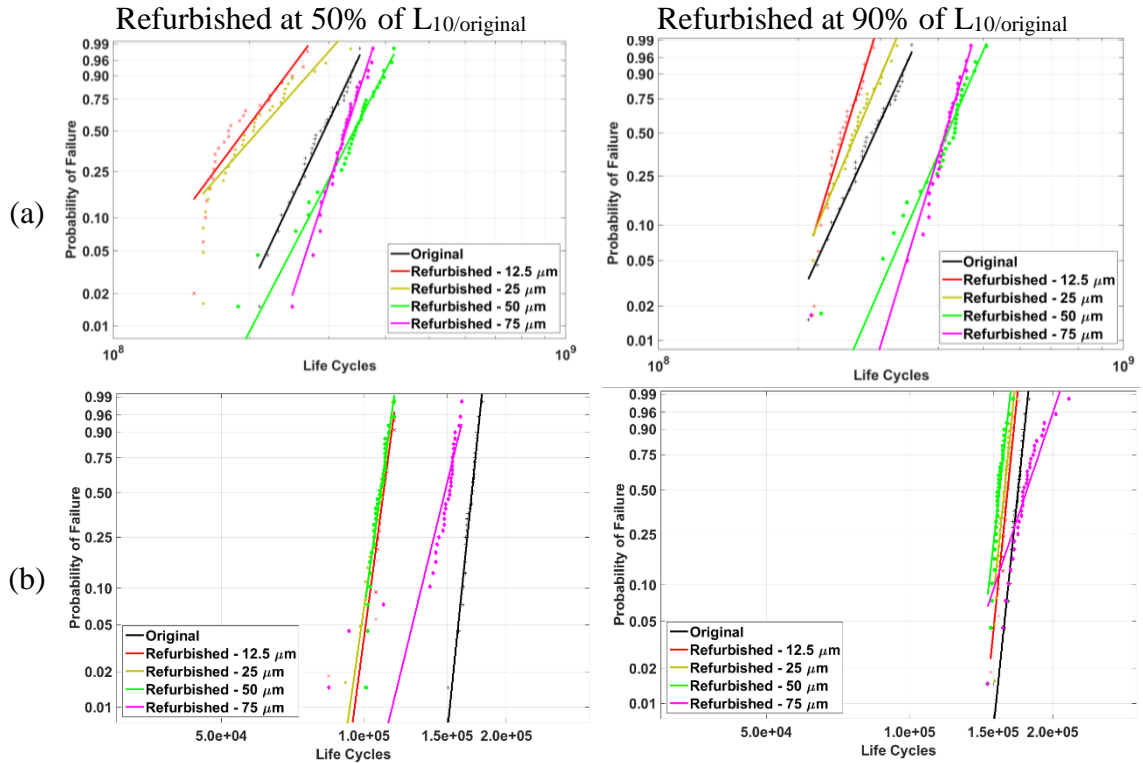 Refurbished at 50% of L10/original
Refurbished at 90% of L10/original
(a)
Probability of Failure
0.99
0.96
0.90
0.75
0.50
0.25
0.10
0.05
0.02
0.01
Original
Refurbished - 12.5 μm
Refurbished - 25 μm
Refurbished - 50 μm
Refurbished - 75 μm
10^8
10^9
Life Cycles
Probability of Failure
0.99
0.96
0.90
0.75
0.50
0.25
0.10
0.05
0.02
0.01
Original
Refurbished - 12.5 μm
Refurbished - 25 μm
Refurbished - 50 μm
Refurbished - 75 μm
10^8
10^9
Life Cycles
(b)
Probability of Failure
0.99
0.96
0.90
0.75
0.50
0.25
0.10
0.05
0.02
0.01
Original
Refurbished - 12.5 μm
Refurbished - 25 μm
Refurbished - 50 μm
Refurbished - 75 μm
5.0e+04
1.0e+05
1.5e+05
2.0e+05
Life Cycles
Probability of Failure
0.99
0.96
0.90
0.75
0.50
0.25
0.10
0.05
0.02
0.01
Original
Refurbished - 12.5 μm
Refurbished - 25 μm
Refurbished - 50 μm
Refurbished - 75 μm
5.0e+04
1.0e+05
1.5e+05
2.0e+05
Life Cycles